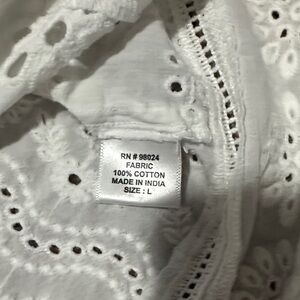 RN # 98024
FABRIC
100% COTTON
MADE IN INDIA
SIZE : L